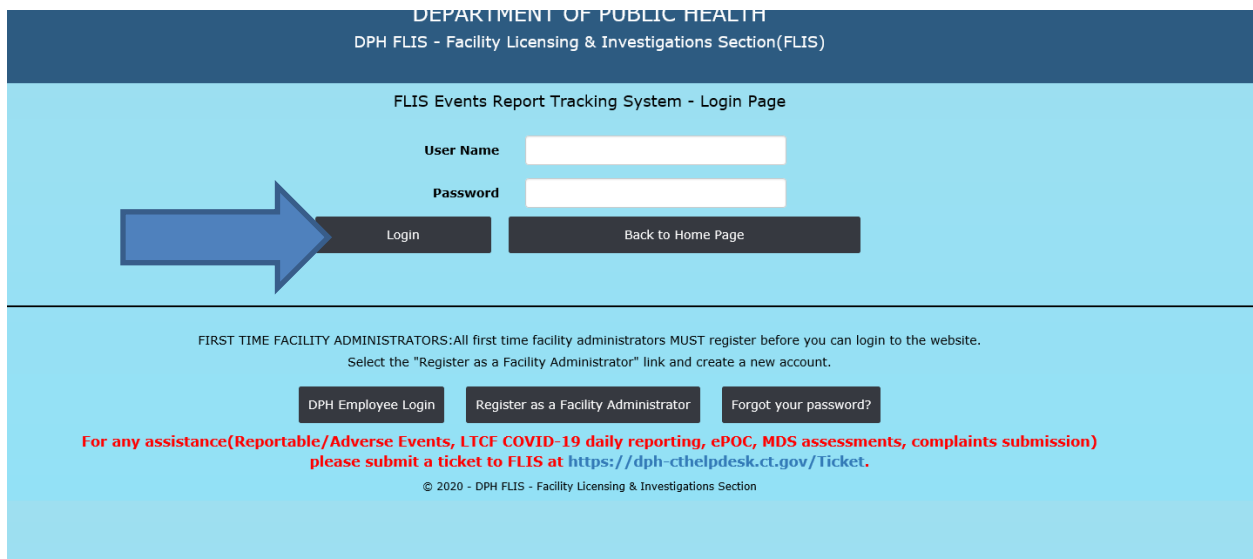 DEPARTMENT OF PUBLIC HEALTH
DPH FLIS - Facility Licensing & Investigations Section(FLIS)
FLIS Events Report Tracking System - Login Page
User Name
Password
Login
Back to Home Page
FIRST TIME FACILITY ADMINISTRATORS:All first time facility administrators MUST register before you can login to the website.
Select the "Register as a Facility Administrator" link and create a new account.
DPH Employee Login
Register as a Facility Administrator
Forgot your password?
For any assistance(Reportable/Adverse Events, LTCF COVID-19 daily reporting, ePOC, MDS assessments, complaints submission)
please submit a ticket to FLIS at https://dph-cthelpdesk.ct.gov/Ticket.
© 2020 - DPH FLIS - Facility Licensing & Investigations Section